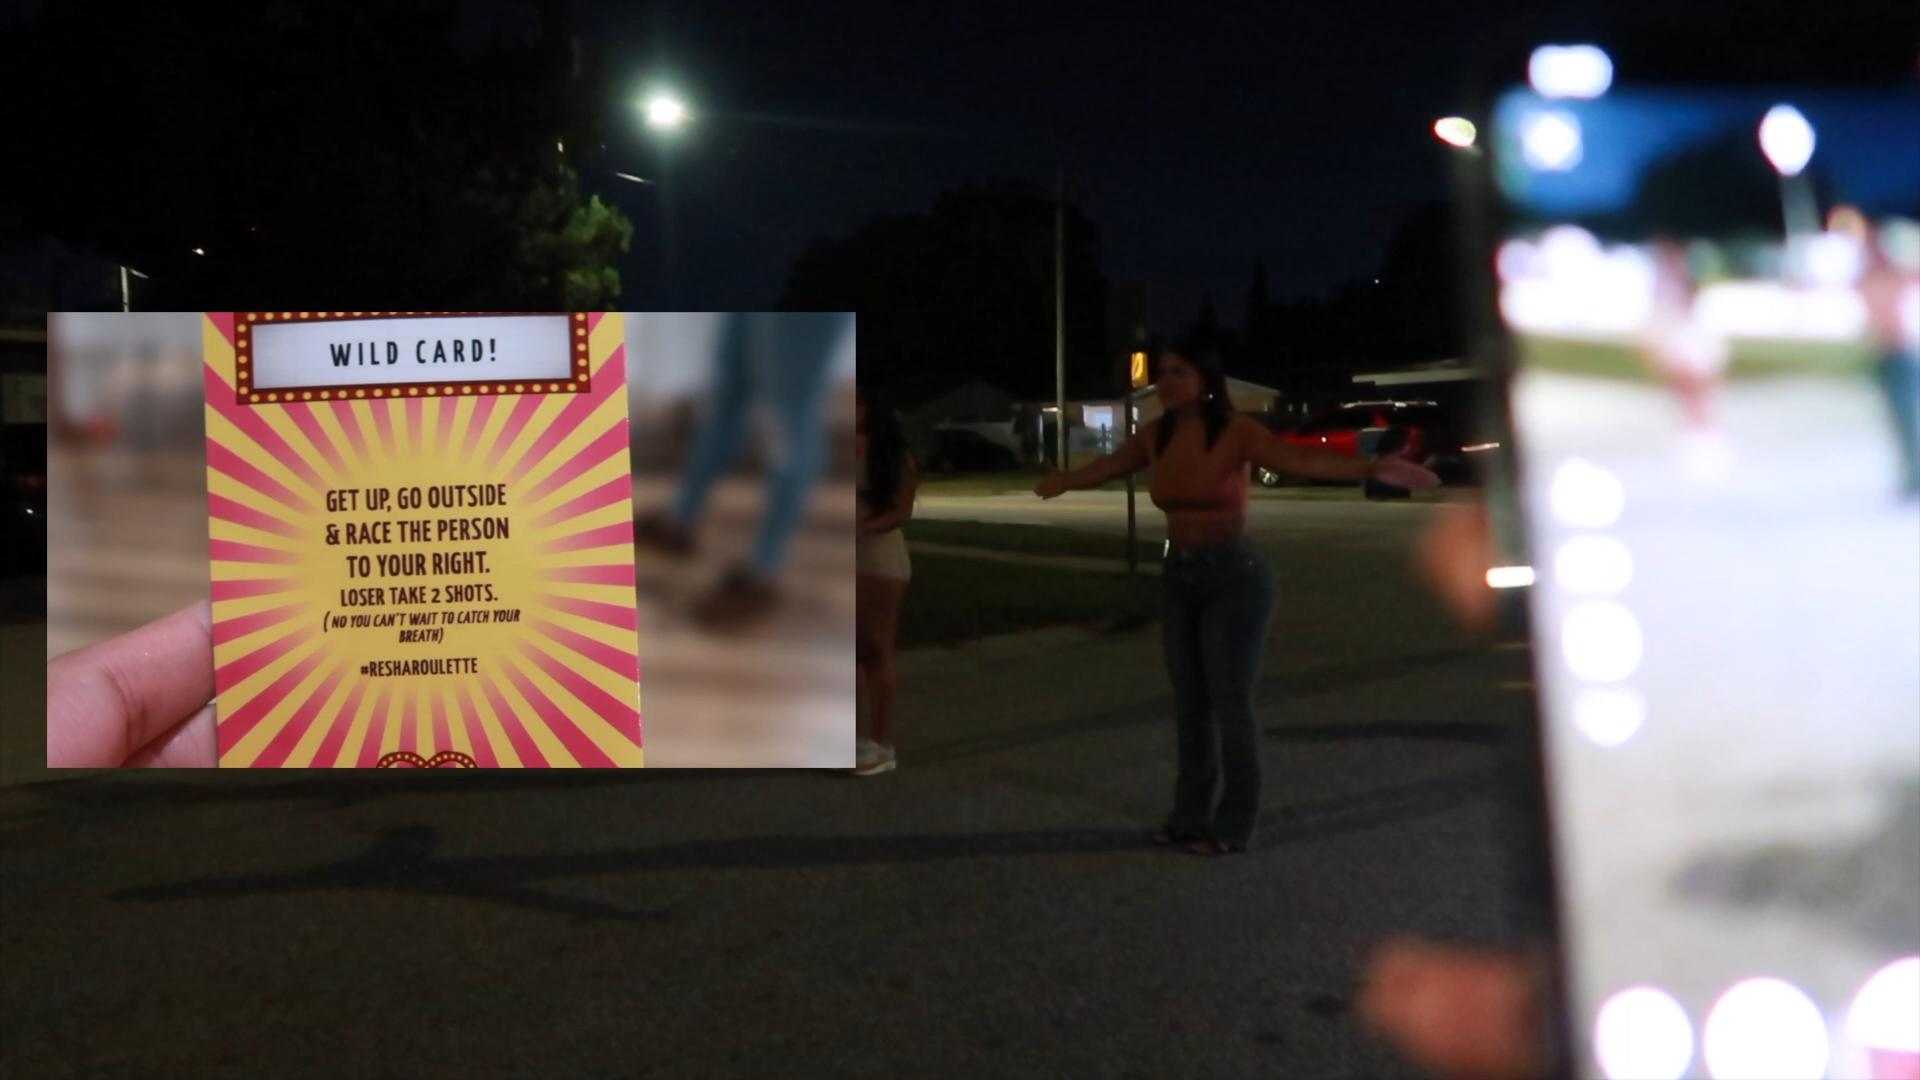 WILD CARD!
GET UP, GO OUTSIDE
& RACE THE PERSON
TO YOUR RIGHT.
LOSER TAKE 2 SHOTS.
( NO YOU CAN'T WAIT TO CATCH YOUR
BREATH)
#RESHAROULETTE